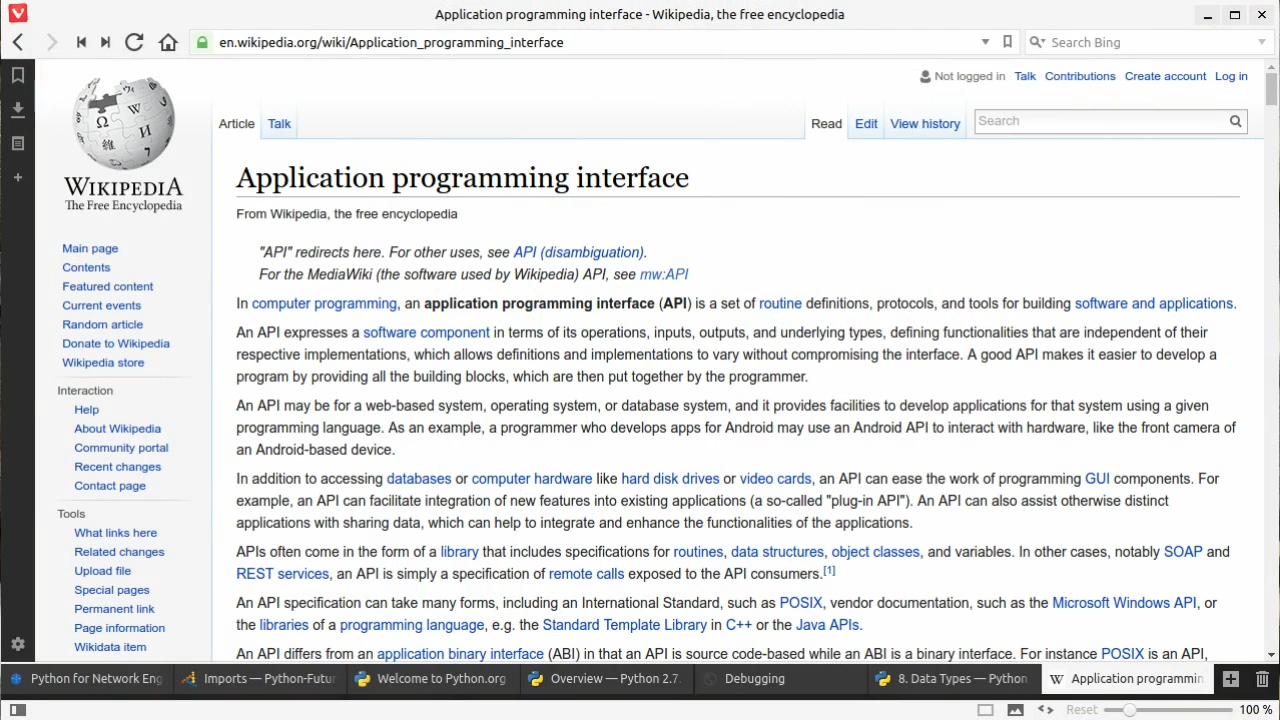 Application programming interface - Wikipedia, the free encyclopedia
en.wikipedia.org/wiki/Application_programming_interface
Search Bing
Not logged in Talk Contributions Create account Log in
Article Talk
Read Edit View history
Search
WIKIPEDIA
The Free Encyclopedia
Main page
Contents
Featured content
Current events
Random article
Donate to Wikipedia
Wikipedia store
Interaction
Help
About Wikipedia
Community portal
Recent changes
Contact page
Tools
What links here
Related changes
Upload file
Special pages
Permanent link
Page information
Wikidata item
Application programming interface
From Wikipedia, the free encyclopedia
"API" redirects here. For other uses, see API (disambiguation).
For the MediaWiki (the software used by Wikipedia) API, see mw:API
In computer programming, an application programming interface (API) is a set of routine definitions, protocols, and tools for building software and applications.
An API expresses a software component in terms of its operations, inputs, outputs, and underlying types, defining functionalities that are independent of their
respective implementations, which allows definitions and implementations to vary without compromising the interface. A good API makes it easier to develop a
program by providing all the building blocks, which are then put together by the programmer.
An API may be for a web-based system, operating system, or database system, and it provides facilities to develop applications for that system using a given
programming language. As an example, a programmer who develops apps for Android may use an Android API to interact with hardware, like the front camera of
an Android-based device.
In addition to accessing databases or computer hardware like hard disk drives or video cards, an API can ease the work of programming GUI components. For
example, an API can facilitate integration of new features into existing applications (a so-called "plug-in API"). An API can also assist otherwise distinct
applications with sharing data, which can help to integrate and enhance the functionalities of the applications.
APIs often come in the form of a library that includes specifications for routines, data structures, object classes, and variables. In other cases, notably SOAP and
REST services, an API is simply a specification of remote calls exposed to the API consumers.[1]
An API specification can take many forms, including an International Standard, such as POSIX, vendor documentation, such as the Microsoft Windows API, or
the libraries of a programming language, e.g. the Standard Template Library in C++ or the Java APIs.
An API differs from an application binary interface (ABI) in that an API is source code-based while an ABI is a binary interface. For instance POSIX is an API,
Python for Network Eng
Imports — Python-Futur
Welcome to Python.org
Overview — Python 2.7.
Debugging
8. Data Types — Python
Application programmin
Reset 100 %